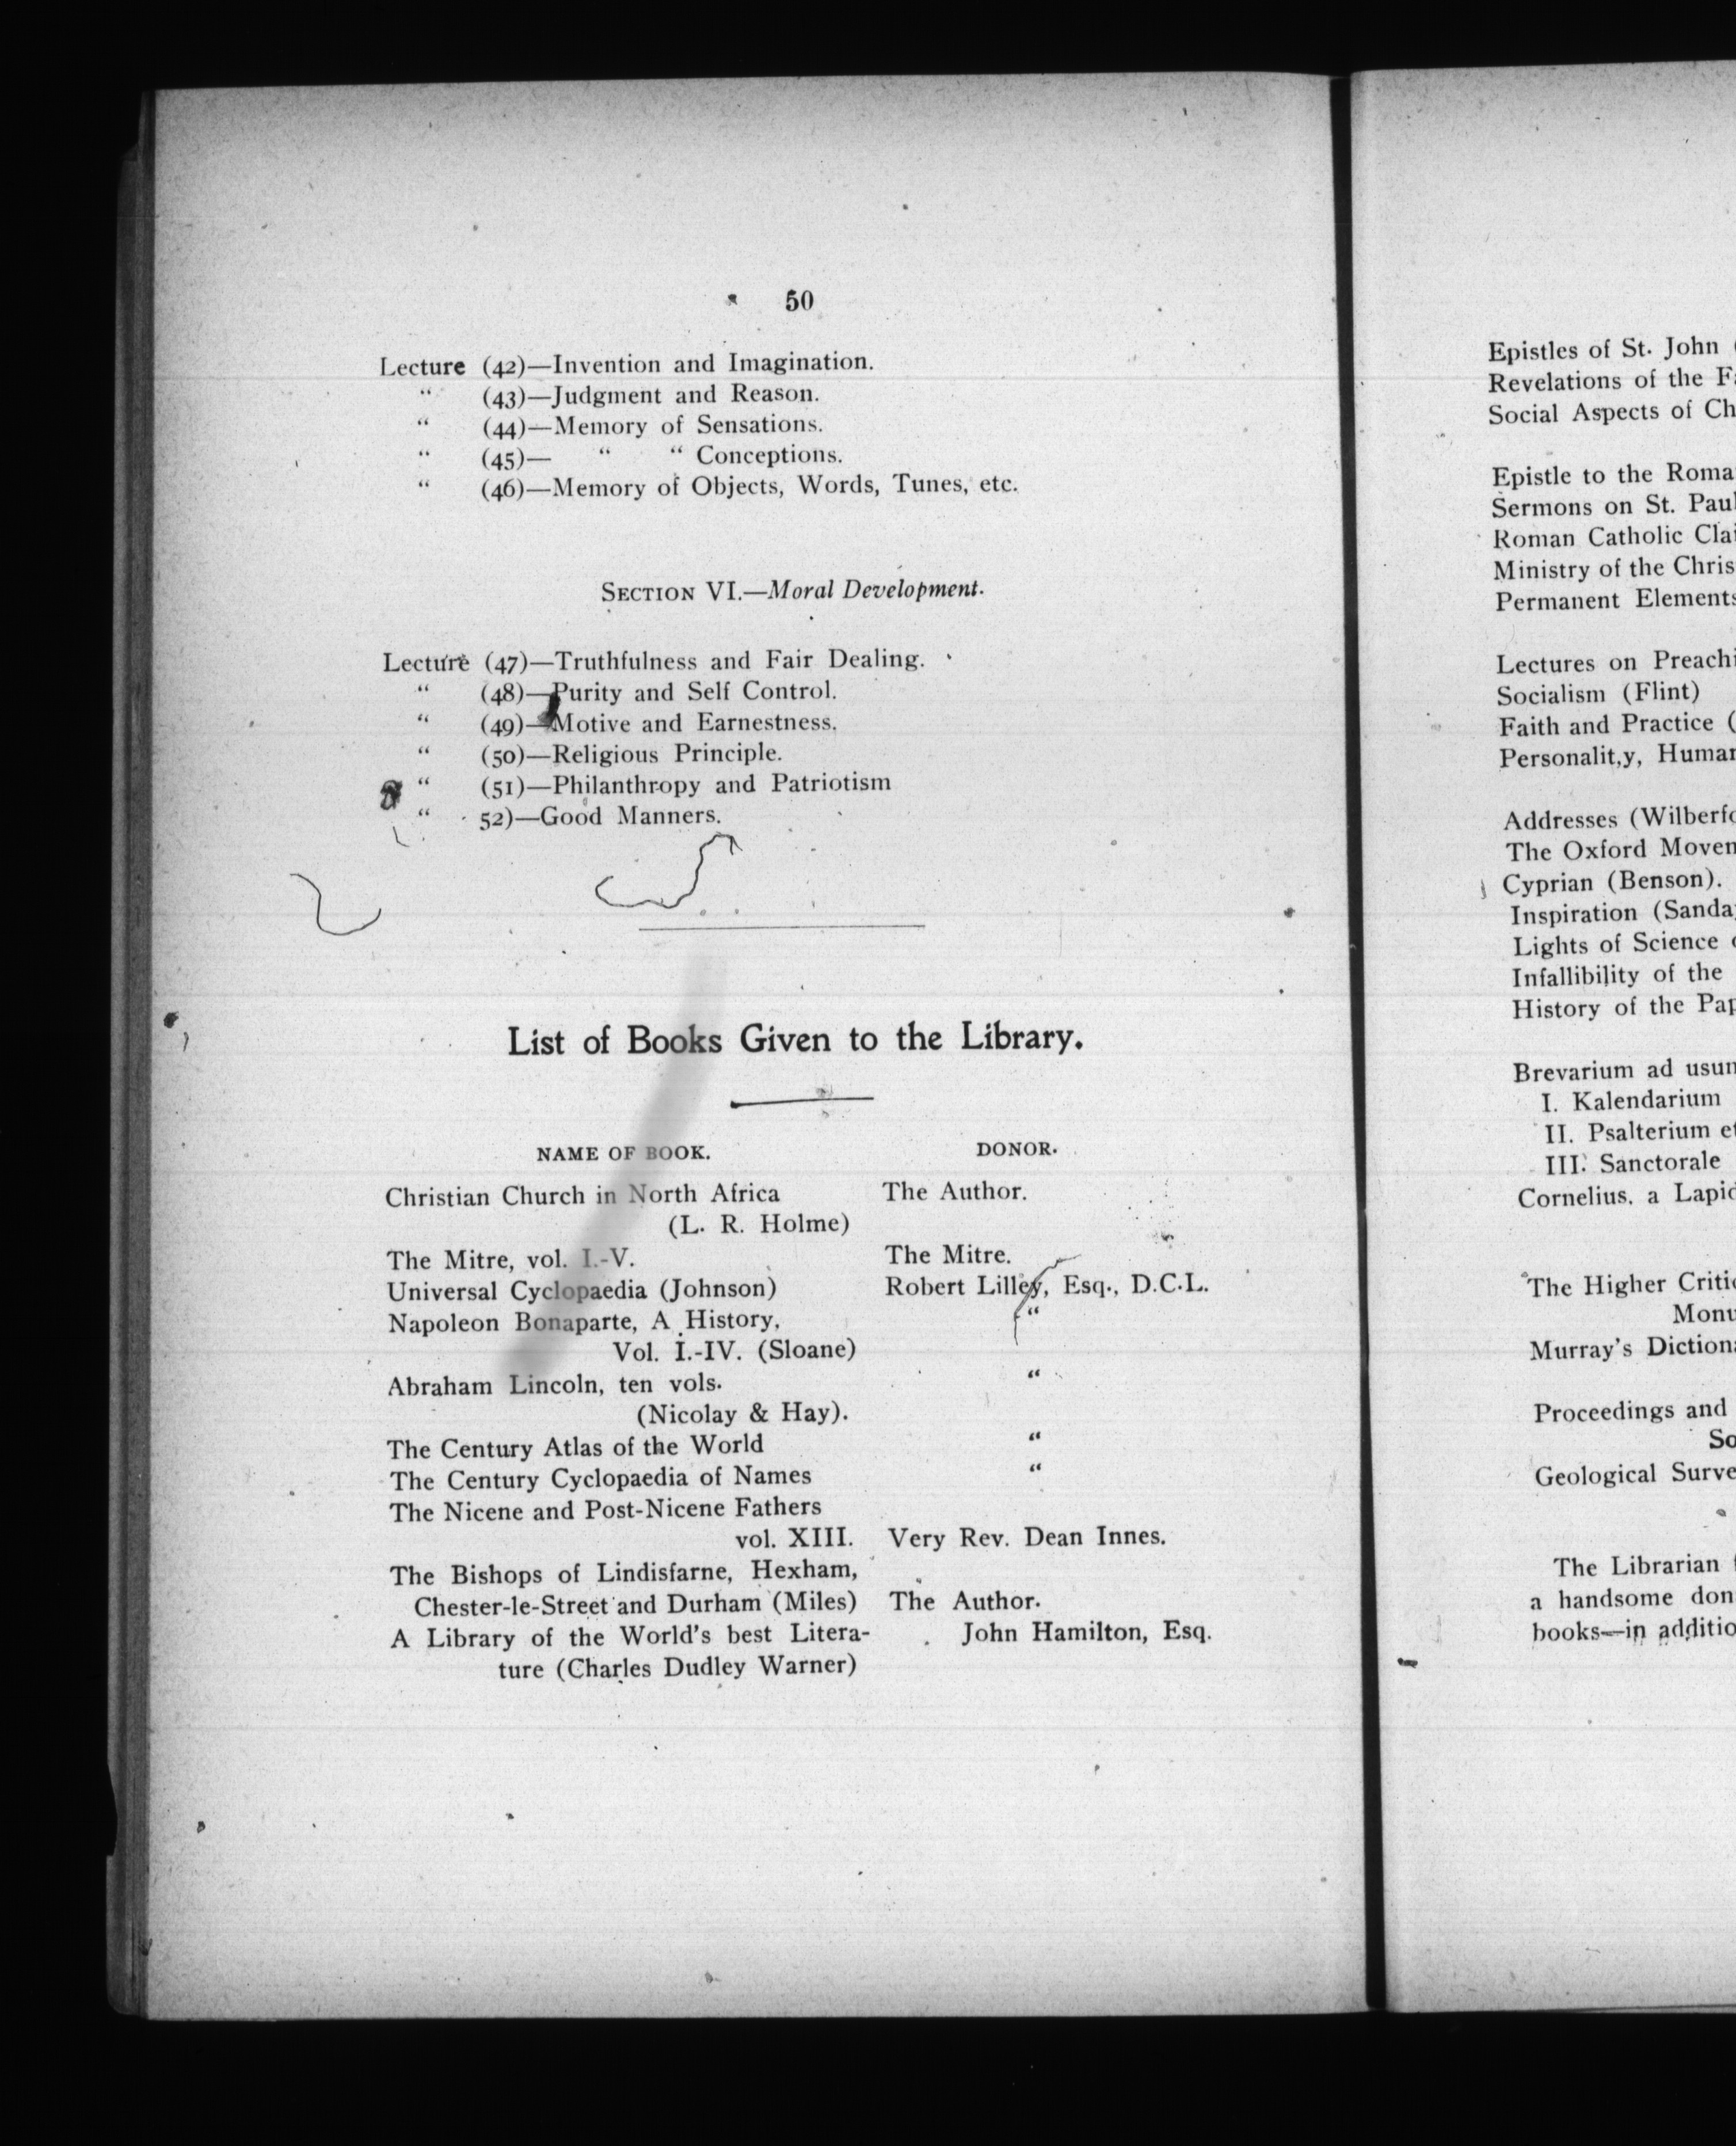 50
Lecture (42)—Invention and Imagination.
“ (43)—Judgment and Reason.
“ (44)—Memory of Sensations.
“ (45)— “ “ Conceptions.
“ (46)—Memory of Objects, Words, Tunes, etc.
SECTION VI.—Moral Development.
Lecture (47)—Truthfulness and Fair Dealing.
“ (48)—Purity and Self Control.
“ (49)—Motive and Earnestness.
“ (50)—Religious Principle.
“ (51)—Philanthropy and Patriotism
“ 52)—Good Manners.
List of Books Given to the Library.
NAME OF BOOK. DONOR.
Christian Church in North Africa The Author.
(L. R. Holme)
The Mitre, vol. I.-V. The Mitre.
Universal Cyclopaedia (Johnson) Robert Lilley, Esq., D.C.L.
Napoleon Bonaparte, A History, “
Vol. I.-IV. (Sloane)
Abraham Lincoln, ten vols. “
(Nicolay & Hay).
The Century Atlas of the World “
The Century Cyclopaedia of Names “
The Nicene and Post-Nicene Fathers
vol. XIII. Very Rev. Dean Innes.
The Bishops of Lindisfarne, Hexham,
Chester-le-Street and Durham (Miles) The Author.
A Library of the World's best Litera- John Hamilton, Esq.
ture (Charles Dudley Warner)
Epistles of St. John
Revelations of the
Social Aspects of
Epistle to the
Sermons on St.
Roman Catholic
Ministry of the
Permanent
Lectures on
Socialism (Flint)
Faith and Practice (
Personalit,y,
Addresses
The Oxford
Cyprian (Benson).
Inspiration
Lights of Science
Infallibility of the
History of the
Brevarium ad
I. Kalendarium
II. Psalterium
III. Sanctorale
Cornelius. a
The Higher
Murray's
Proceedings and
Geological
The Librarian
a handsome
books—in